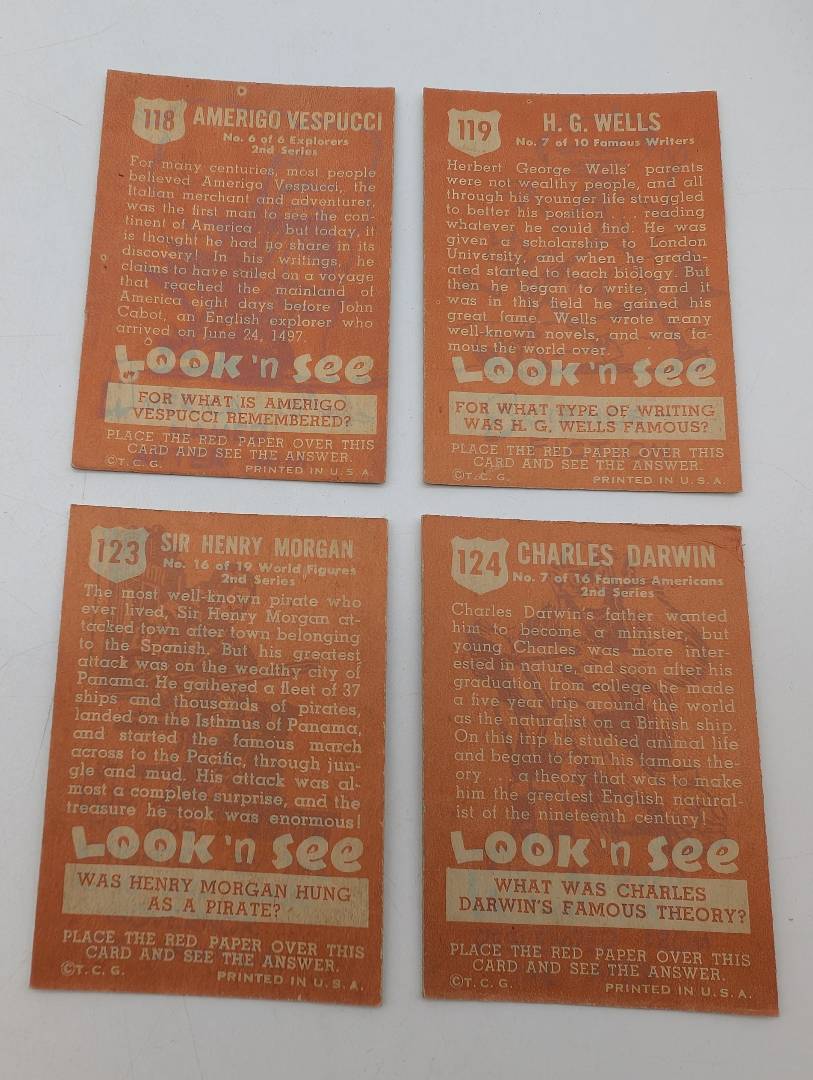 118
AMERIGO VESPUCCI
No. 6 of 6 Explorers
2nd Series
For many centuries, most people
believed Amerigo Vespucci, the
Italian merchant and adventurer,
was the first man to see the con-
tinent of America . . . but today, it
is thought he had no share in its
discovery! In his writings, he
claims to have sailed on a voyage
that reached the mainland of
America eight days before John
Cabot, an English explorer who
arrived on June 24, 1497.
LOOK 'n SEE
FOR WHAT IS AMERIGO
VESPUCCI REMEMBERED?
PLACE THE RED PAPER OVER THIS
CARD AND SEE THE ANSWER.
©T.C.G. PRINTED IN U.S.A.
119
H. G. WELLS
No. 7 of 10 Famous Writers
Herbert George Wells' parents
were not wealthy people, and all
through his younger life struggled
to better his position . . . reading
whatever he could find. He was
given a scholarship to London
University, and when he gradu-
ated started to teach biology. But
then he began to write, and it
was in this field he gained his
great fame. Wells wrote many
well-known novels, and was fa-
mous the world over.
LOOK 'n SEE
FOR WHAT TYPE OF WRITING
WAS H. G. WELLS FAMOUS?
PLACE THE RED PAPER OVER THIS
CARD AND SEE THE ANSWER.
©T.C.G. PRINTED IN U.S.A.
123
SIR HENRY MORGAN
No. 16 of 19 World Figures
2nd Series
The most well-known pirate who
ever lived, Sir Henry Morgan at-
tacked town after town belonging
to the Spanish. But his greatest
attack was on the wealthy city of
Panama. He gathered a fleet of 37
ships and thousands of pirates,
landed on the Isthmus of Panama,
and started the famous march
across to the Pacific, through jun-
gle and mud. His attack was al-
most a complete surprise, and the
treasure he took was enormous!
LOOK 'n SEE
WAS HENRY MORGAN HUNG
AS A PIRATE?
PLACE THE RED PAPER OVER THIS
CARD AND SEE THE ANSWER.
©T.C.G. PRINTED IN U.S.A.
124
CHARLES DARWIN
No. 7 of 16 Famous Americans
2nd Series
Charles Darwin's father wanted
him to become a minister, but
young Charles was more inter-
ested in nature, and soon after his
graduation from college he made
a five year trip around the world
as the naturalist on a British ship.
On this trip he studied animal life
and began to form his famous the-
ory . . . a theory that was to make
him the greatest English natural-
ist of the nineteenth century!
LOOK 'n SEE
WHAT WAS CHARLES
DARWIN'S FAMOUS THEORY?
PLACE THE RED PAPER OVER THIS
CARD AND SEE THE ANSWER.
©T.C.G. PRINTED IN U.S.A.